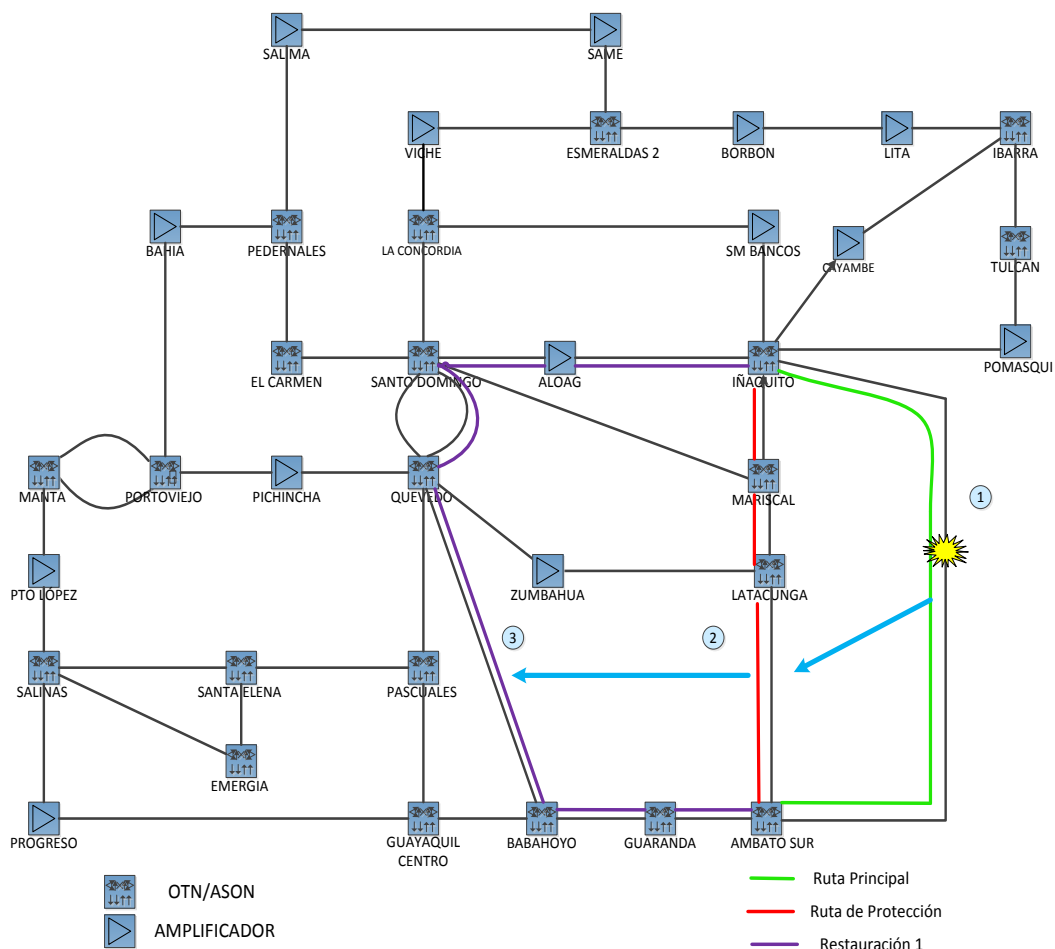 SALIMA
SAME
VICHE
ESMERALDAS 2
BORBON
LITA
IBARRA
BAHIA
PEDERNALES
LA CONCORDIA
SM BANCOS
CAYAMBE
TULCAN
EL CARMEN
SANTO DOMINGO
ALOAG
IÑAQUITO
POMASQUI
MANTA
PORTOVIEJO
PICHINCHA
QUEVEDO
MARISCAL
1
PTO LÓPEZ
ZUMBAHUA
LATACUNGA
3
2
SALINAS
SANTA ELENA
PASCUALES
EMERGIA
PROGRESO
GUAYAQUIL
CENTRO
BABAHOYO
GUARANDA
AMBATO SUR
OTN/ASON
AMPLIFICADOR
Ruta Principal
Ruta de Protección
Restauración 1